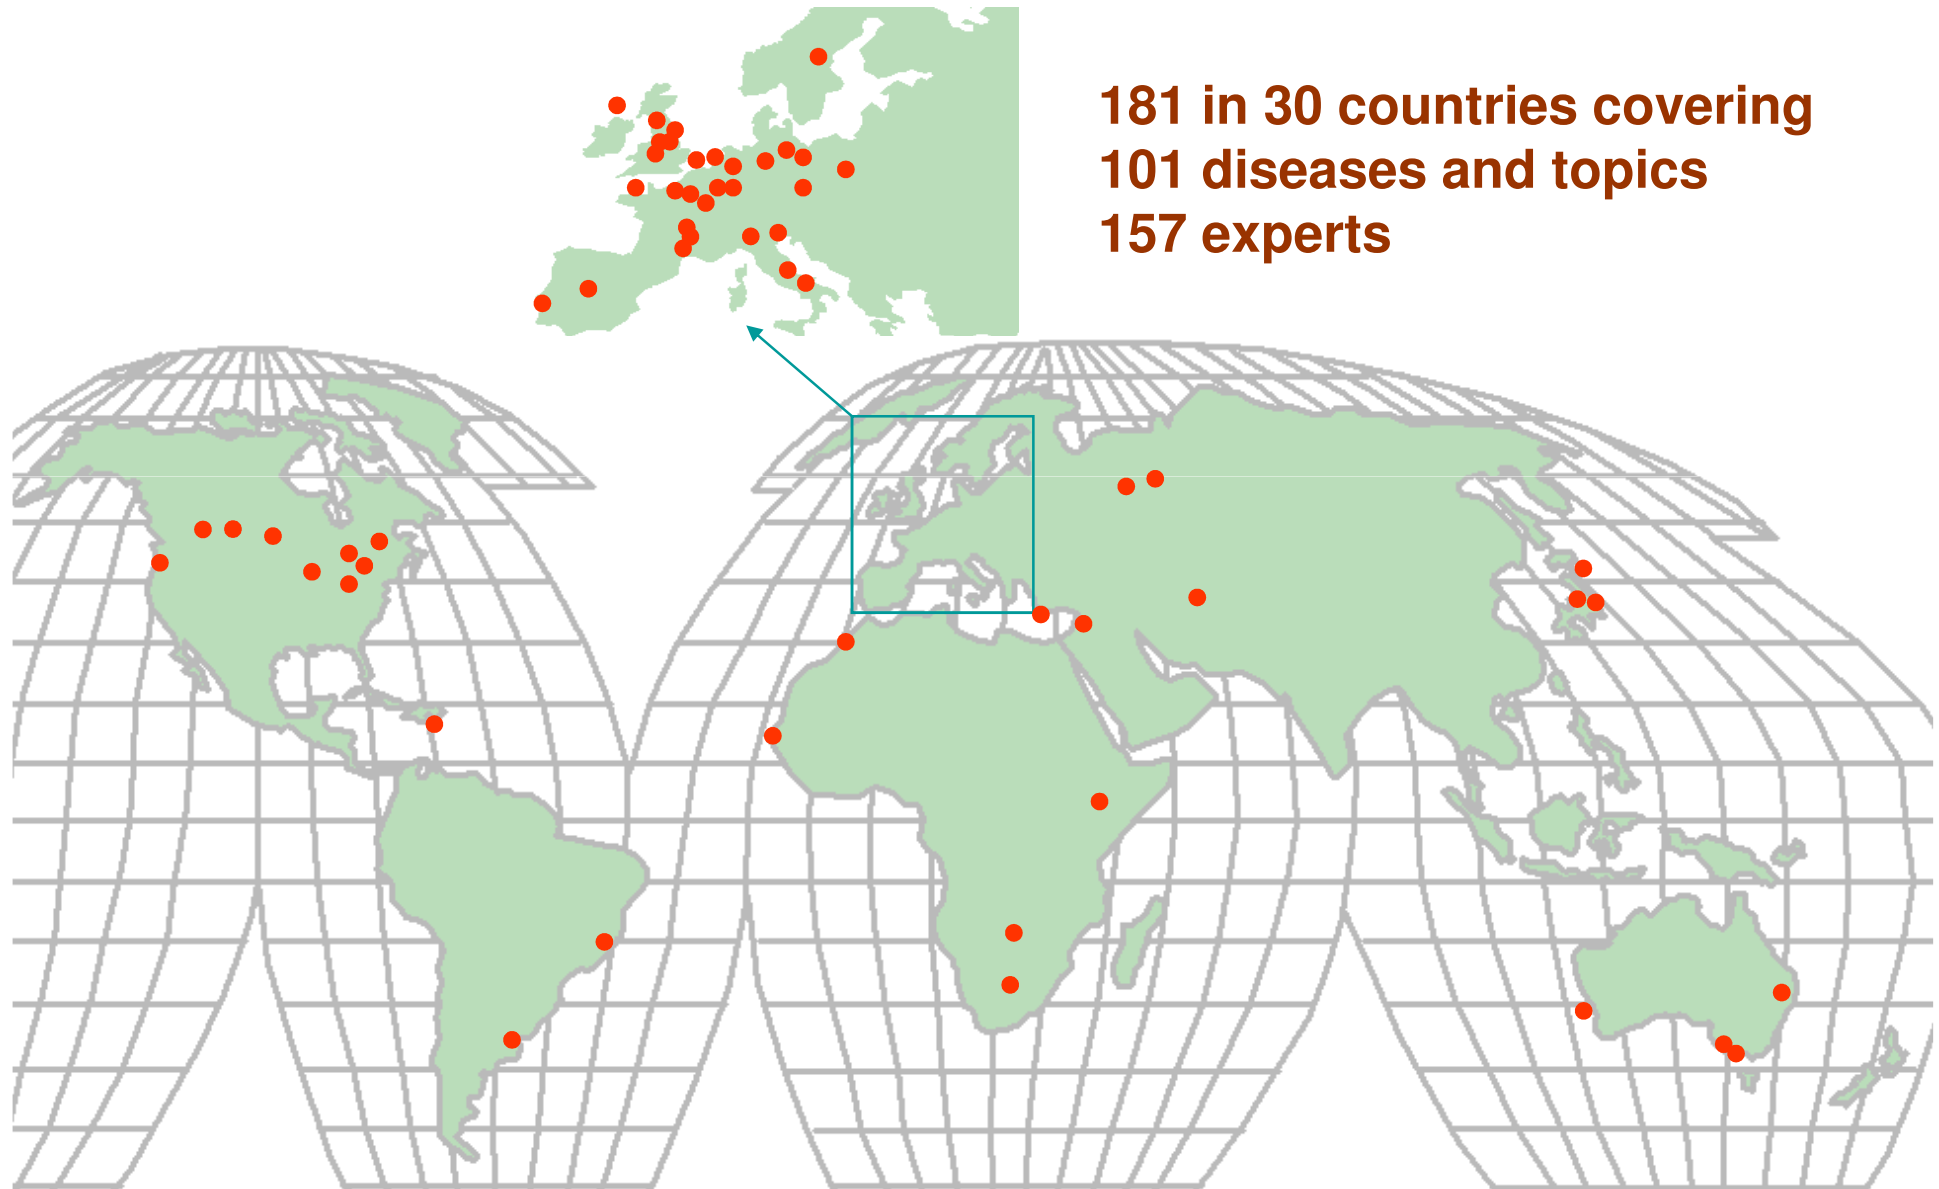 181 in 30 countries covering
101 diseases and topics
157 experts